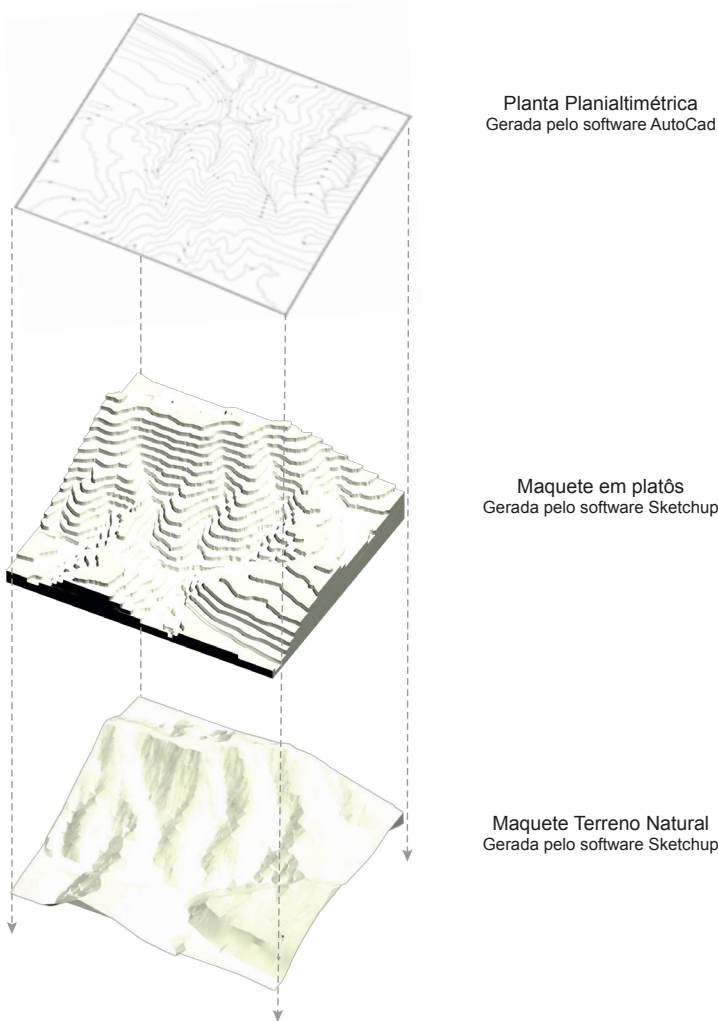 Planta Planialtimétrica
Gerada pelo software AutoCad
Maquete em platôs
Gerada pelo software Sketchup
Maquete Terreno Natural
Gerada pelo software Sketchup